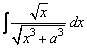 ∫ √x / √(x³ + a³) dx